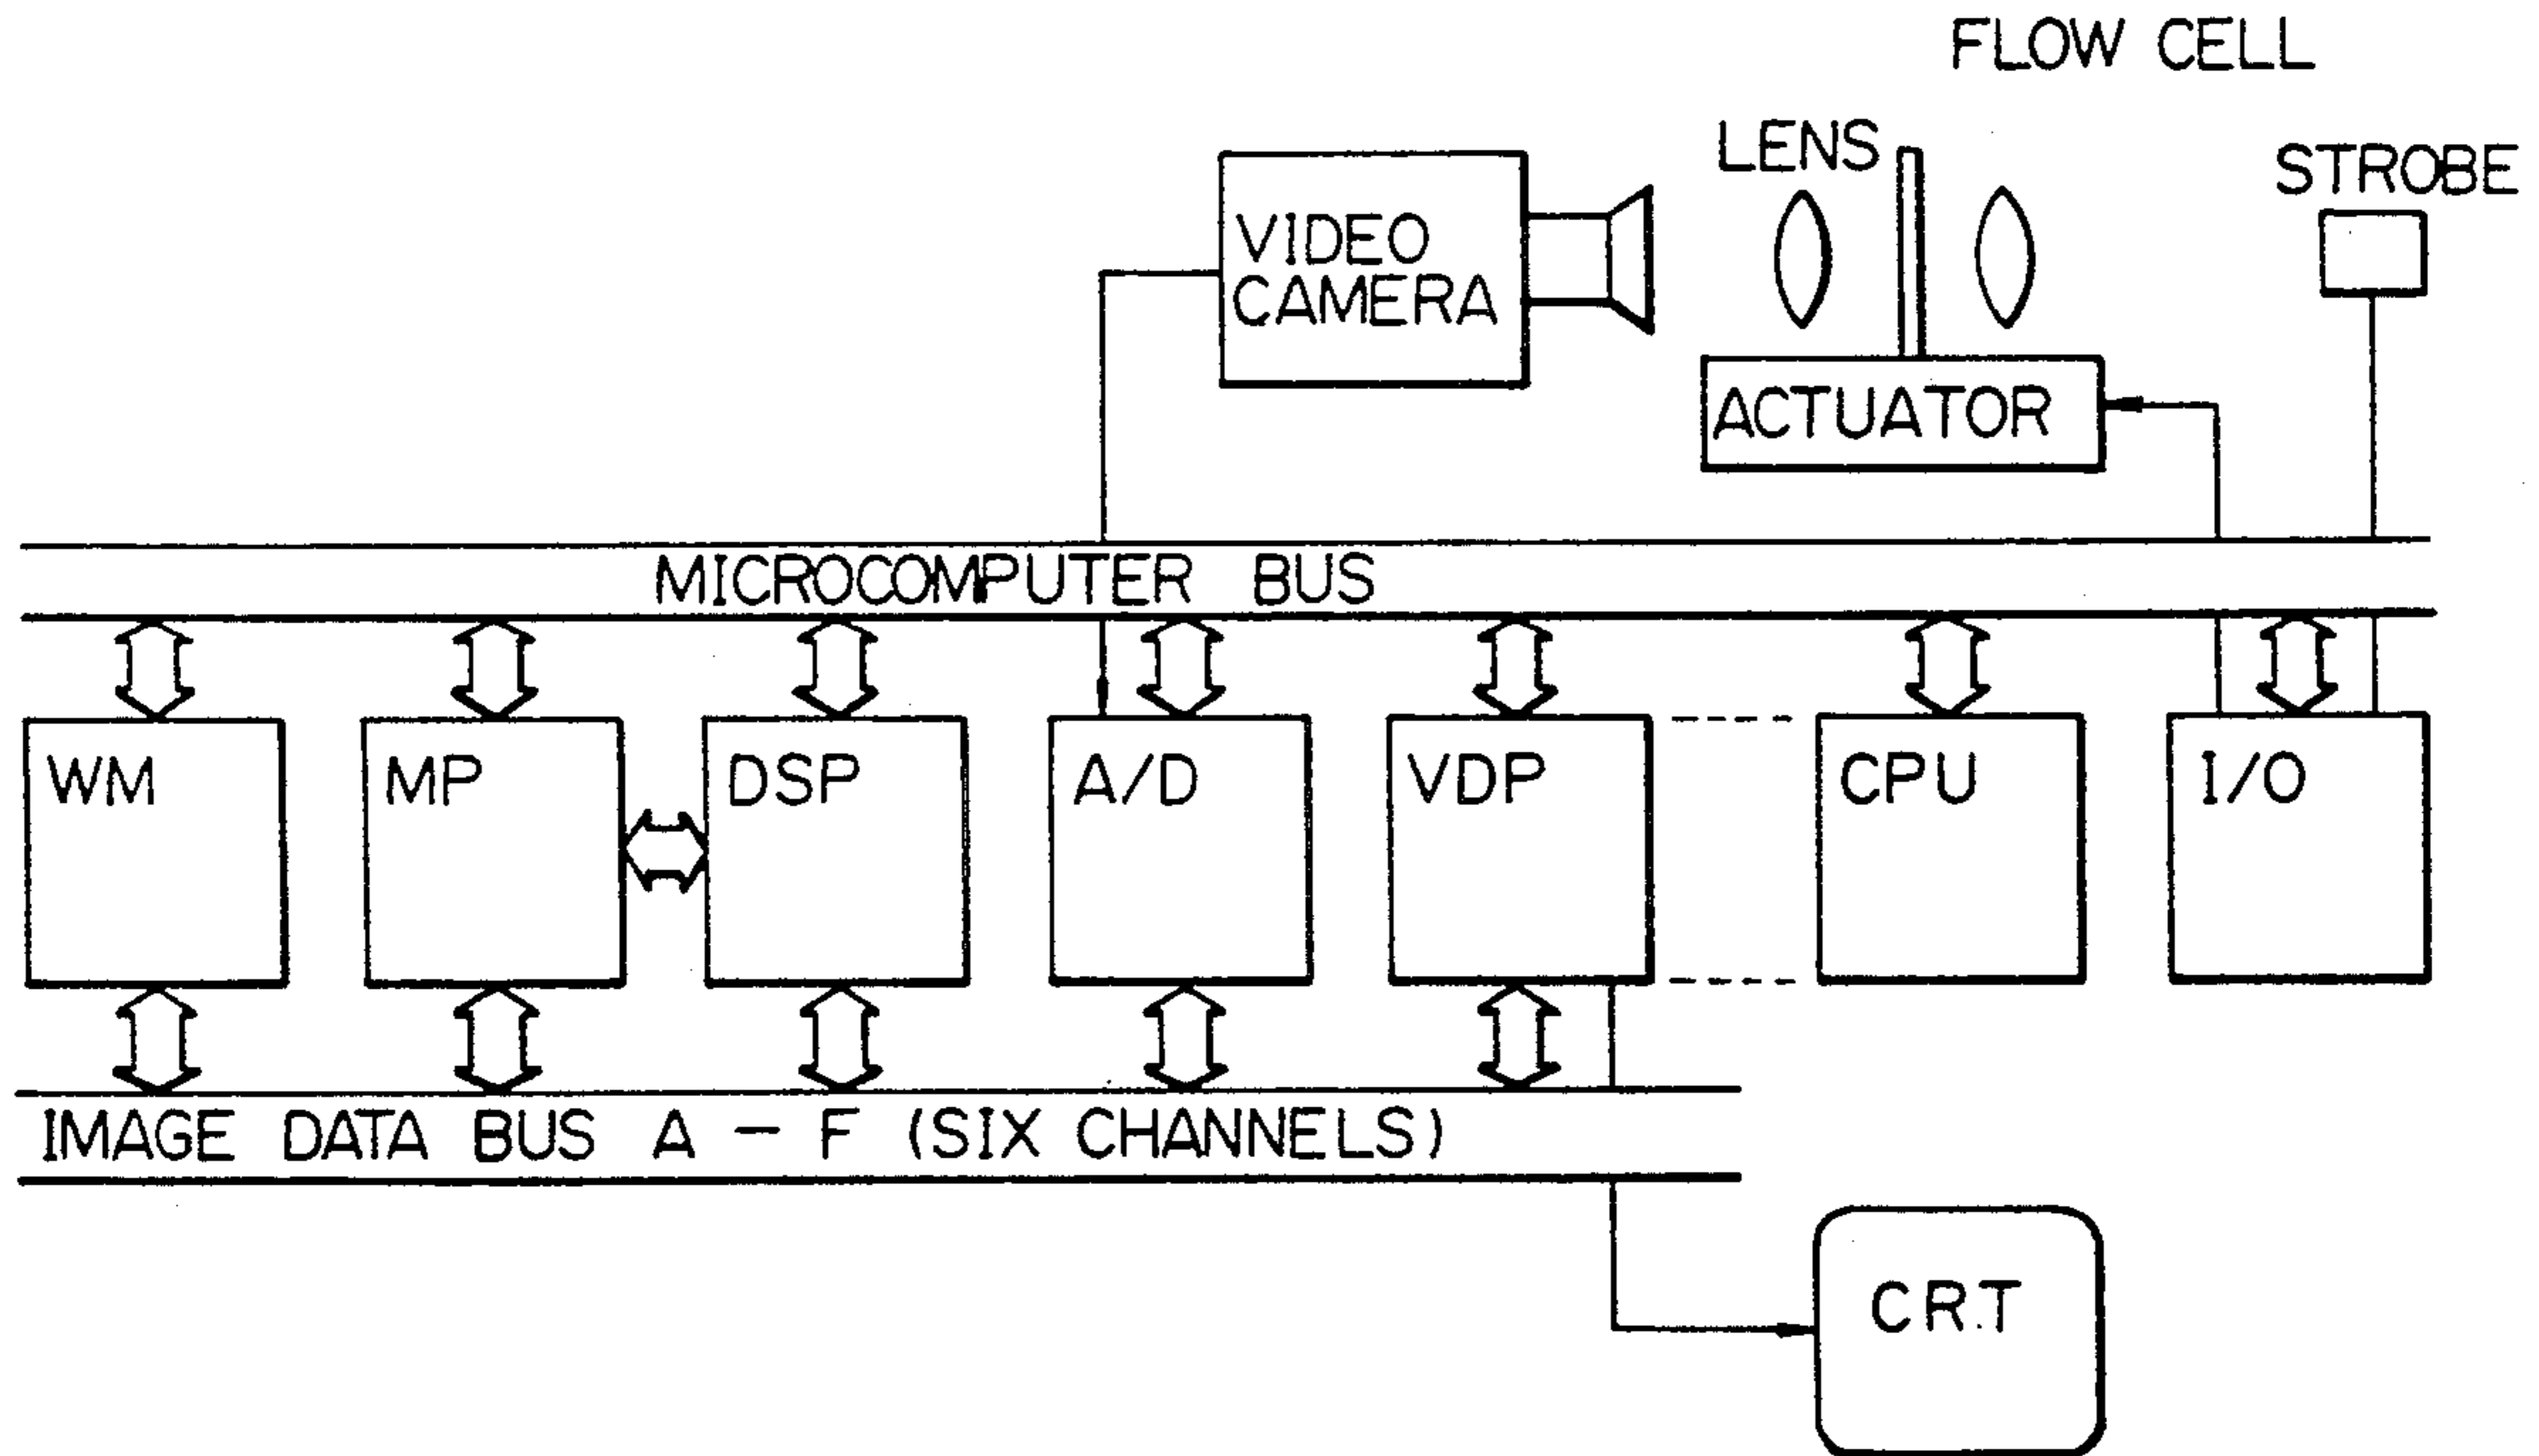 FLOW CELL
LENS
STROBE
VIDEO
CAMERA
ACTUATOR
MICROCOMPUTER BUS
WM
MP
DSP
A/D
VDP
CPU
I/O
IMAGE DATA BUS A - F (SIX CHANNELS)
CRT